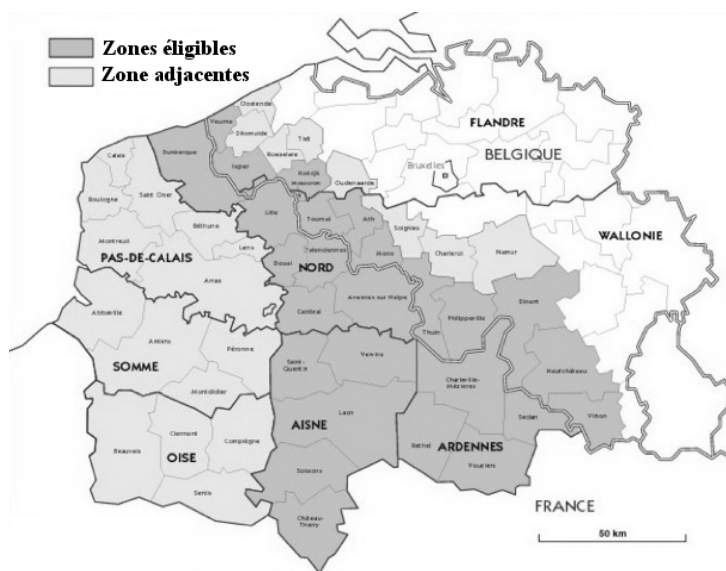 Zones éligibles
Zone adjacentes
Oostende
Veurne
FLANDRE
Diksmuide
Tielt
Dunkerque
Calais
Roeselare
BELGIQUE
Ieper
Bruxelles
Kortrijk
Mouscron
Oudenaarde
Saint Omer
Boulogne
Lille
Tournai
Ath
Béthune
Soignies
WALLONIE
Montreuil
Lens
Valenciennes
Charleroi
Namur
PAS-DE-CALAIS
Douai
NORD
Mons
Arras
Avesnes sur Helpe
Dinant
Abbeville
Cambrai
Philippeville
Thuin
Amiens
Péronne
Vervins
SOMME
Saint-
Quentin
Neufchâteau
Charleville-
Mézières
Montdidier
Laon
Sedan
Virton
Clermont
AISNE
Compiègne
Beauvais
OISE
Rethel
ARDENNES
Vouziers
Soissons
Senlis
FRANCE
Château-
Thierry
50 km